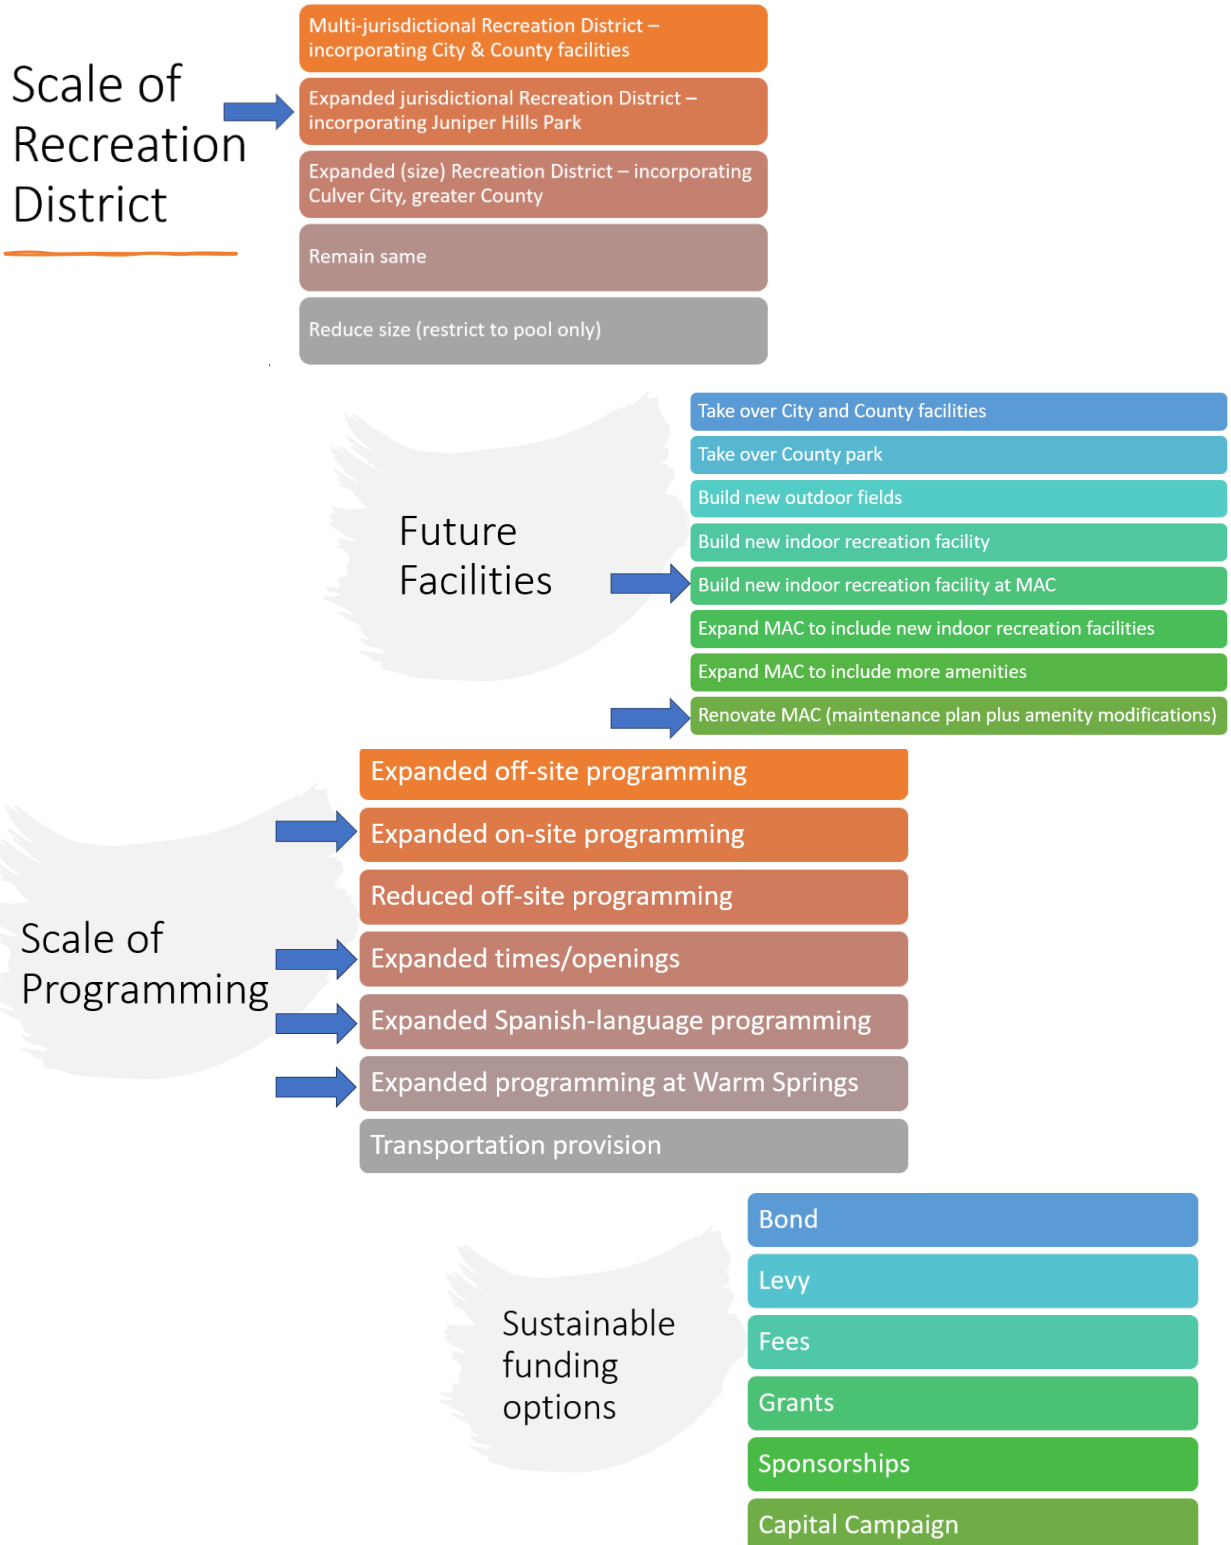 Scale of
Recreation
District
Multi-jurisdictional Recreation District –
incorporating City & County facilities
Expanded jurisdictional Recreation District –
incorporating Juniper Hills Park
Expanded (size) Recreation District – incorporating
Culver City, greater County
Remain same
Reduce size (restrict to pool only)
Future
Facilities
Take over City and County facilities
Take over County park
Build new outdoor fields
Build new indoor recreation facility
Build new indoor recreation facility at MAC
Expand MAC to include new indoor recreation facilities
Expand MAC to include more amenities
Renovate MAC (maintenance plan plus amenity modifications)
Scale of
Programming
Expanded off-site programming
Expanded on-site programming
Reduced off-site programming
Expanded times/openings
Expanded Spanish-language programming
Expanded programming at Warm Springs
Transportation provision
Sustainable
funding
options
Bond
Levy
Fees
Grants
Sponsorships
Capital Campaign